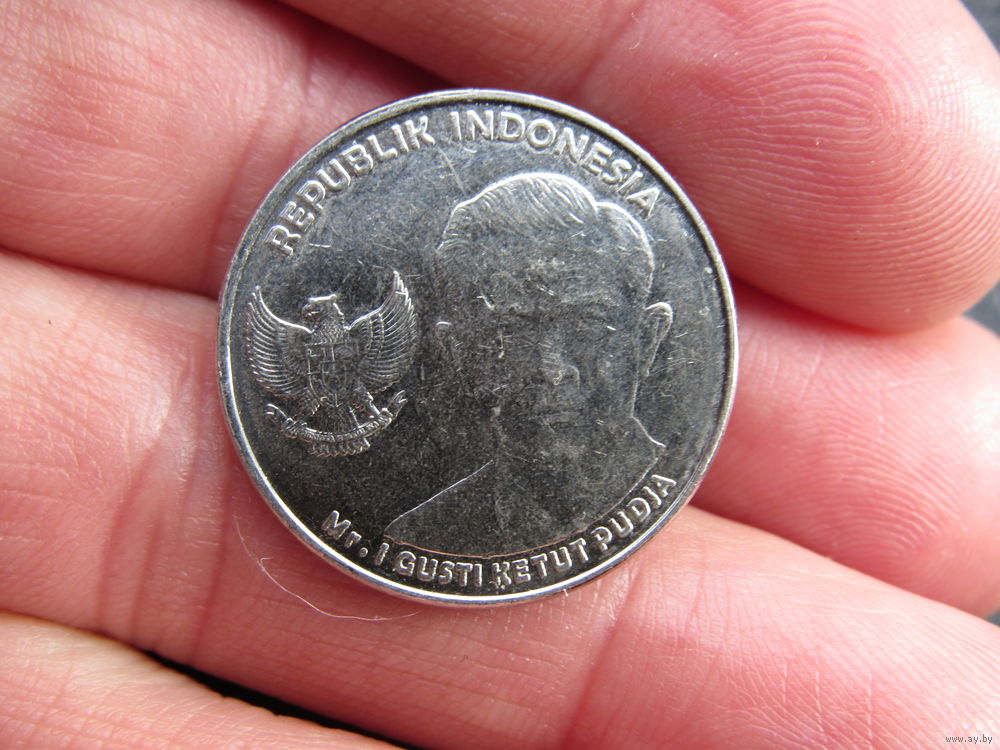 REPUBLIK INDONESIA
Mr. I GUSTI KETUT PUDJA
www.ay.by